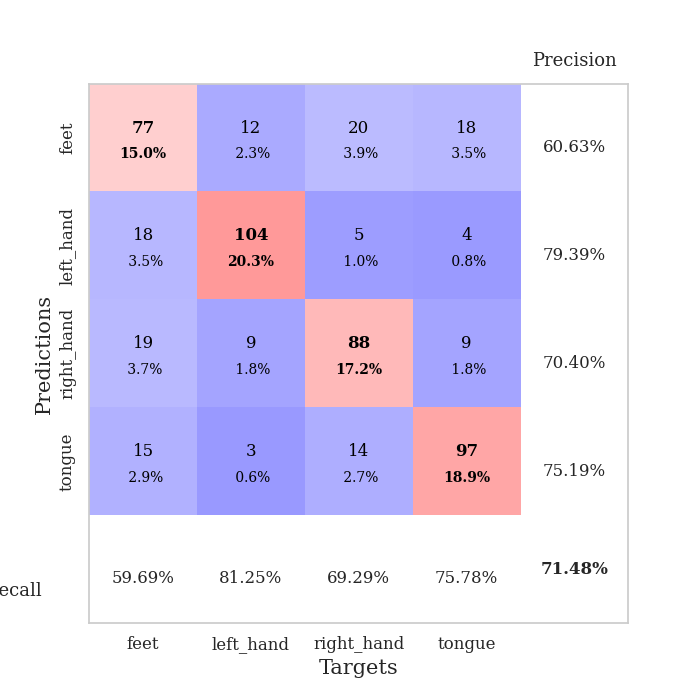 Precision
feet
77 12 20 18
15.0% 2.3% 3.9% 3.5%
60.63%
left_hand
18 104 5 4
3.5% 20.3% 1.0% 0.8%
79.39%
Predictions
right_hand
19 9 88 9
3.7% 1.8% 17.2% 1.8%
70.40%
tongue
15 3 14 97
2.9% 0.6% 2.7% 18.9%
75.19%
ecall
59.69% 81.25% 69.29% 75.78% 71.48%
feet left_hand right_hand tongue
Targets